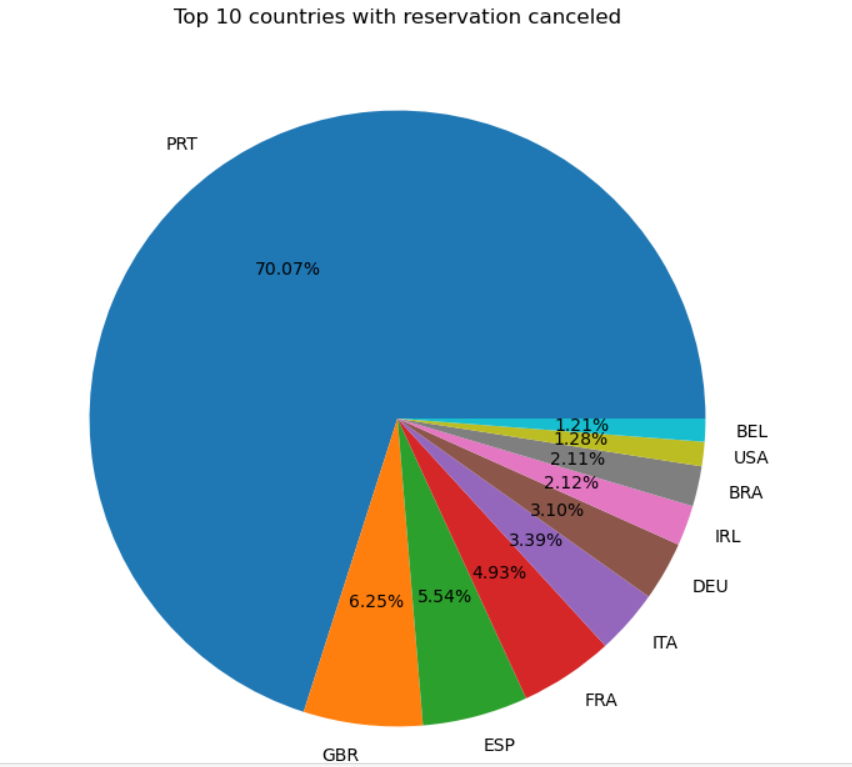 Top 10 countries with reservation canceled
PRT
70.07%
1.21%
BEL
1.28%
USA
2.11%
BRA
2.12%
IRL
3.10%
DEU
3.39%
ITA
4.93%
FRA
5.54%
ESP
6.25%
GBR